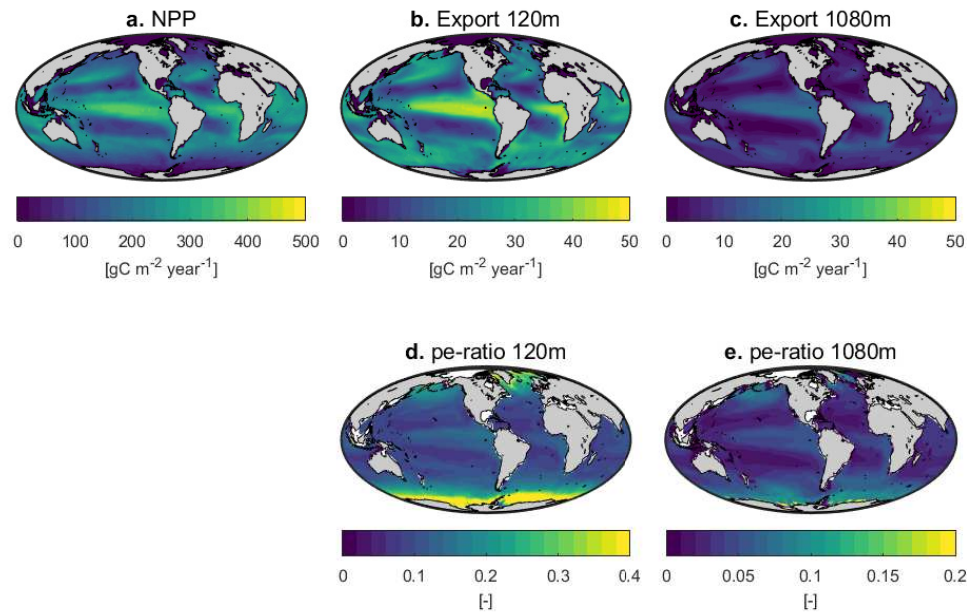 a. NPP
b. Export 120m
c. Export 1080m
0 100 200 300 400 500
[gC m⁻² year⁻¹]
0 10 20 30 40 50
[gC m⁻² year⁻¹]
0 10 20 30 40 50
[gC m⁻² year⁻¹]
d. pe-ratio 120m
e. pe-ratio 1080m
0 0.1 0.2 0.3 0.4
[-]
0 0.05 0.1 0.15 0.2
[-]